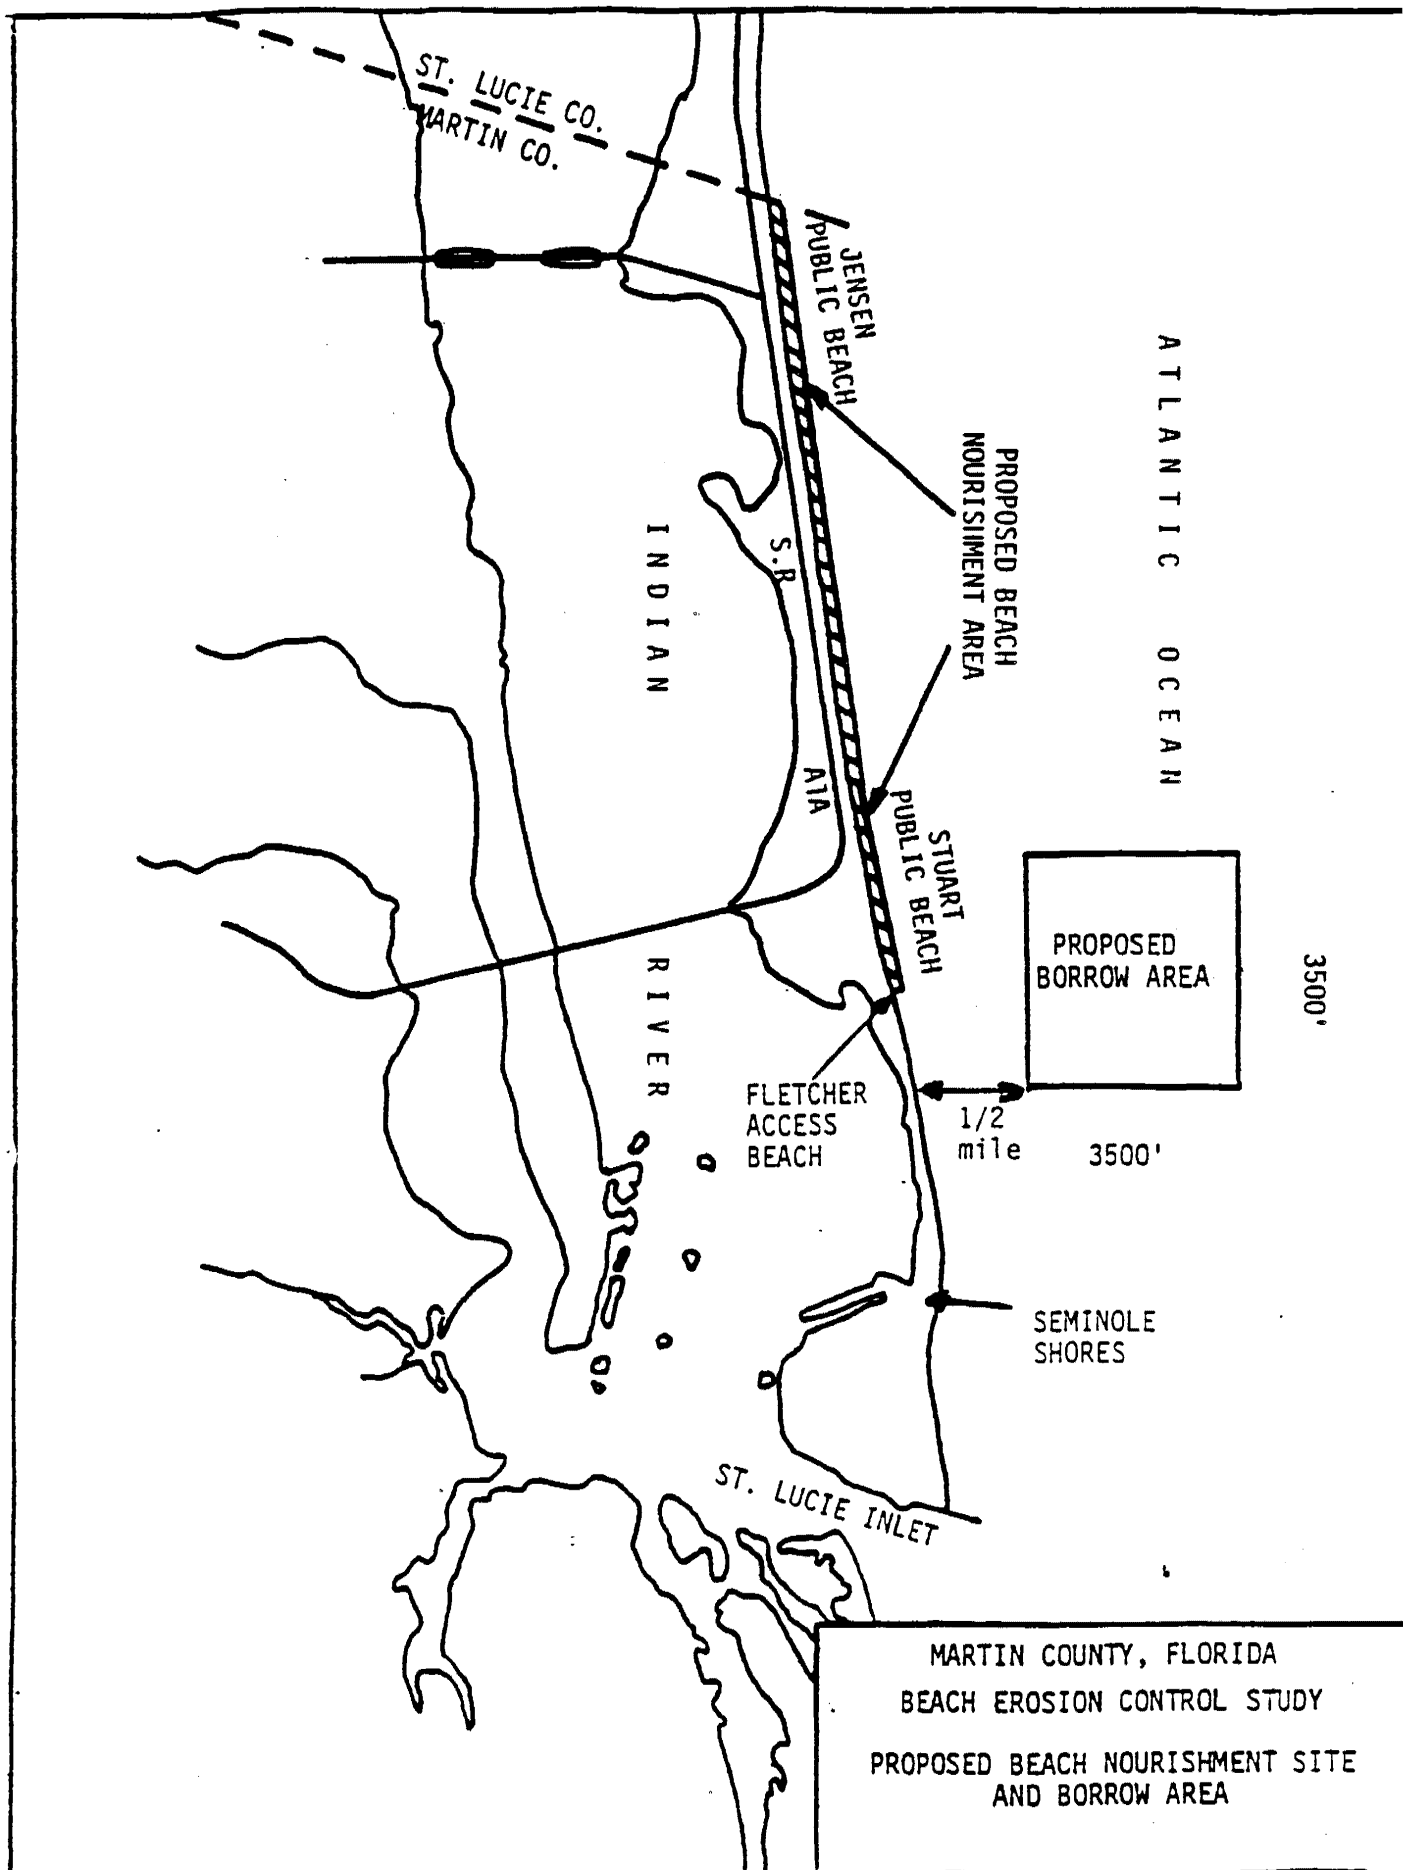 ST. LUCIE CO.
MARTIN CO.
JENSEN
PUBLIC BEACH
ATLANTIC OCEAN
PROPOSED BEACH
NOURISHMENT AREA
INDIAN
RIVER
S.R
A1A
STUART
PUBLIC BEACH
PROPOSED
BORROW AREA
3500'
FLETCHER
ACCESS
BEACH
1/2
mile
3500'
SEMINOLE
SHORES
ST. LUCIE INLET
MARTIN COUNTY, FLORIDA
BEACH EROSION CONTROL STUDY
PROPOSED BEACH NOURISHMENT SITE
AND BORROW AREA